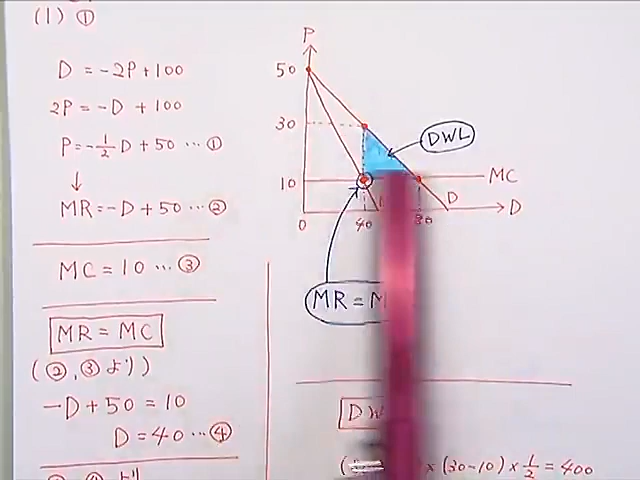 (1) ①
D = -2P+100
2P = -D + 100
P = -1/2 D + 50 … ①
↓
MR = -D + 50 … ②
MC = 10 … ③
MR = MC
(②, ③ より)
-D + 50 = 10
D = 40 … ④
P
50
30
DWL
10
MC
D
0
40
80
D
MR = M
DW
× (30-10) × 1/2 = 400